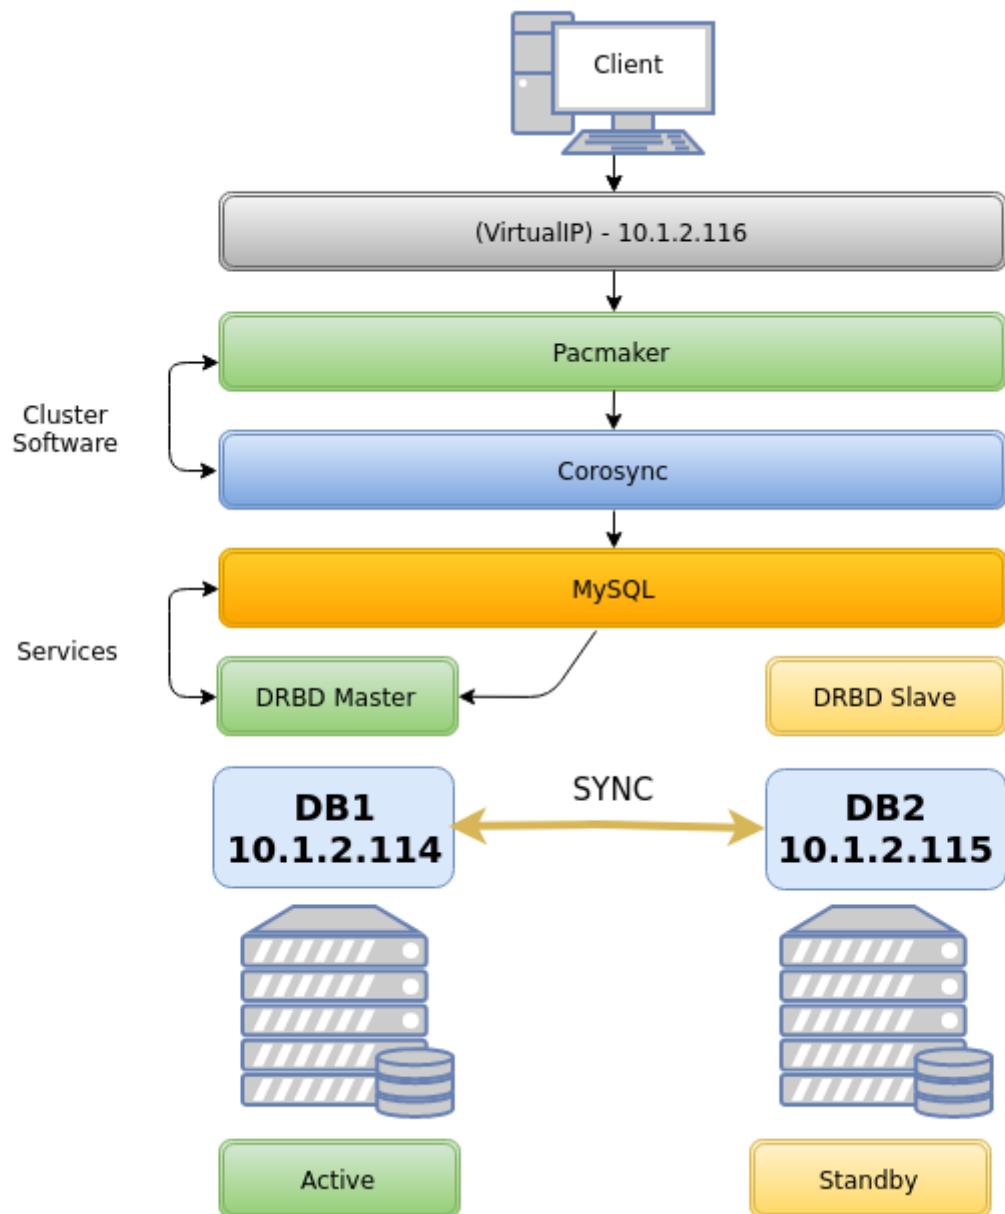 Client
(VirtualIP) - 10.1.2.116
Pacmaker
Cluster
Software
Corosync
MySQL
Services
DRBD Master
DRBD Slave
DB1
10.1.2.114
SYNC
DB2
10.1.2.115
Active
Standby